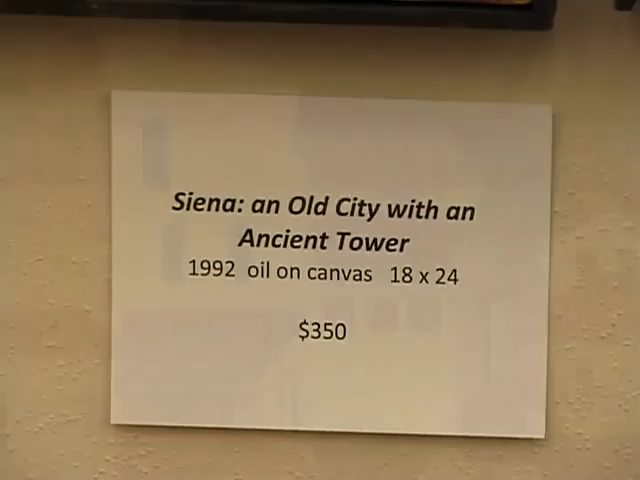 Siena: an Old City with an
Ancient Tower
1992 oil on canvas 18 x 24
$350